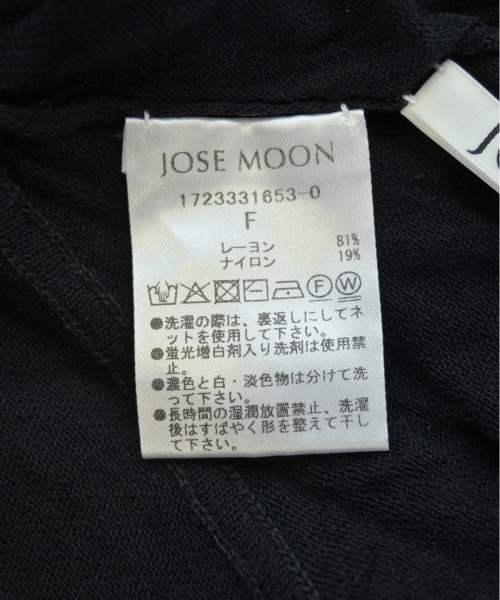 JOSE MOON
1723331653-0
F
レーヨン 81%
ナイロン 19%
F W
●洗濯の際は、裏返しにしてネ
ットを使用して下さい。
●蛍光増白剤入り洗剤は使用禁
止。
●濃色と白・淡色物は分けて洗
って下さい。
●長時間の湿潤放置禁止、洗濯
後はすばやく形を整えて干し
て下さい。